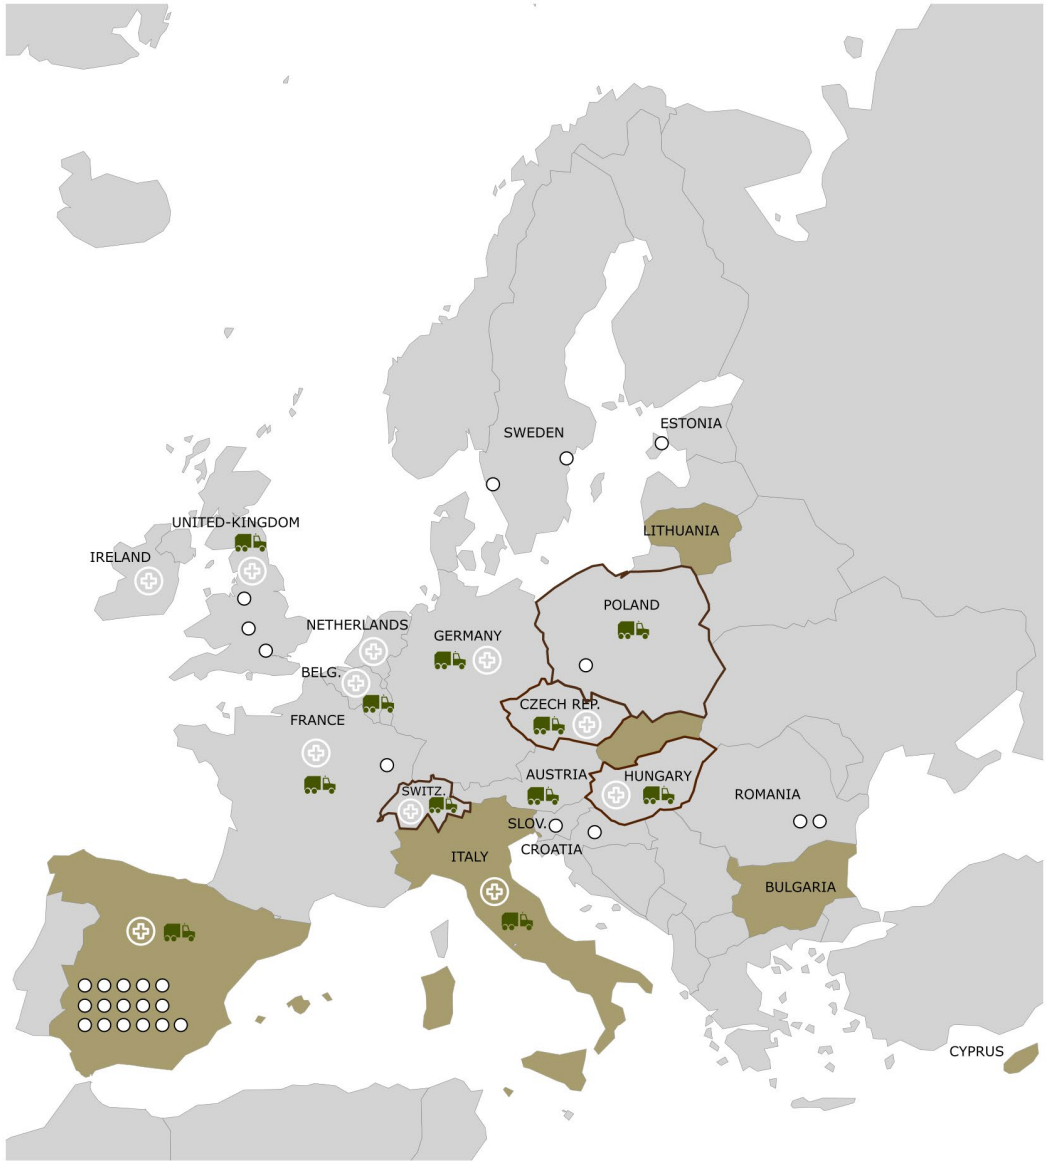 SWEDEN
ESTONIA
UNITED-KINGDOM
LITHUANIA
IRELAND
POLAND
NETHERLANDS
GERMANY
BELG.
CZECH REP.
FRANCE
AUSTRIA
HUNGARY
SWITZ.
ROMANIA
SLOV.
CROATIA
ITALY
BULGARIA
CYPRUS